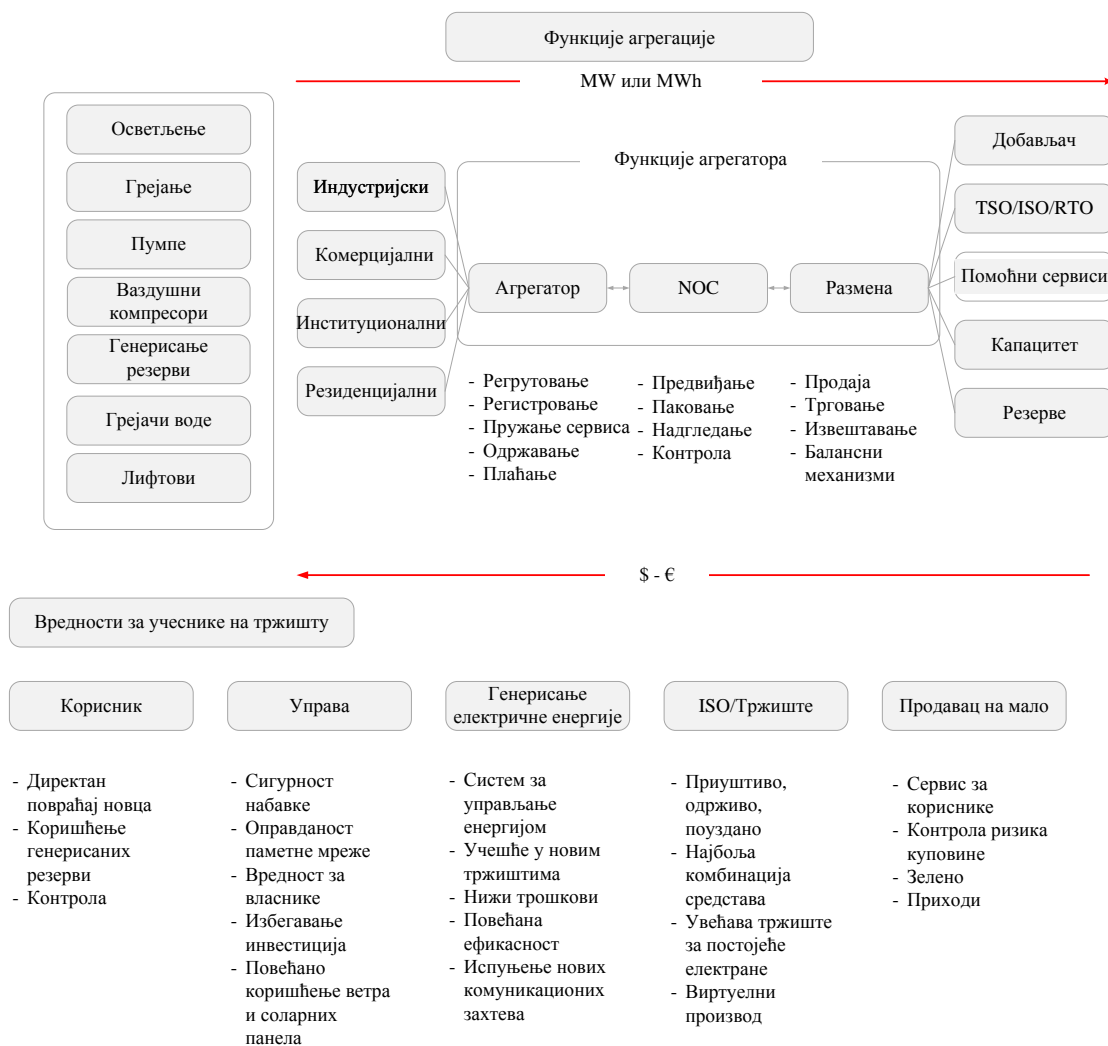 Функције агрегације
MW или MWh
Осветљење
Грејање
Пумпе
Ваздушни
компресори
Генерисање
резерви
Грејачи воде
Лифтови
Индустријски
Комерцијални
Институционални
Резиденцијални
Функције агрегатора
Агрегатор
NOC
Размена
- Регрутовање
- Регистровање
- Пружање сервиса
- Одржавање
- Плаћање
- Предвиђање
- Паковање
- Надгледање
- Контрола
- Продаја
- Трговање
- Извештавање
- Балансни
механизми
Добављач
TSO/ISO/RTO
Помоћни сервиси
Капацитет
Резерве
$ - €
Вредности за учеснике на тржишту
Корисник
- Директан
повраћај новца
- Коришћење
генерисаних
резерви
- Контрола
Управа
- Сигурност
набавке
- Оправданост
паметне мреже
- Вредност за
власнике
- Избегавање
инвестиција
- Повећано
коришћење ветра
и соларних
панела
Генерисање
електричне енергије
- Систем за
управљање
енергијом
- Учешће у новим
тржиштима
- Нижи трошкови
- Повећана
ефикасност
- Испуњење нових
комуникационих
захтева
ISO/Тржиште
- Приуштиво,
одрживо,
поуздано
- Најбоља
комбинација
средстава
- Увећава тржиште
за постојеће
електране
- Виртуелни
производ
Продавац на мало
- Сервис за
кориснике
- Контрола ризика
куповине
- Зелено
- Приходи